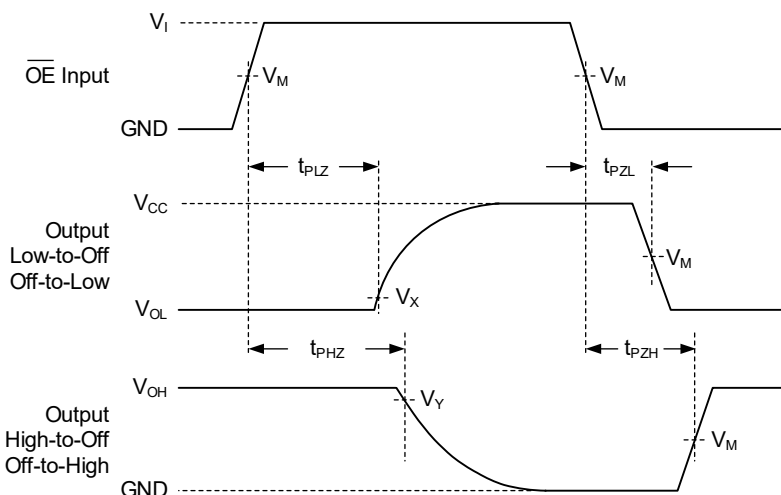 V_I
O̅E̅ Input
V_M
V_M
GND
t_PLZ
t_PZL
V_CC
Output
Low-to-Off
Off-to-Low
V_M
V_X
V_OL
t_PHZ
t_PZH
V_OH
V_Y
Output
High-to-Off
Off-to-High
V_M
GND